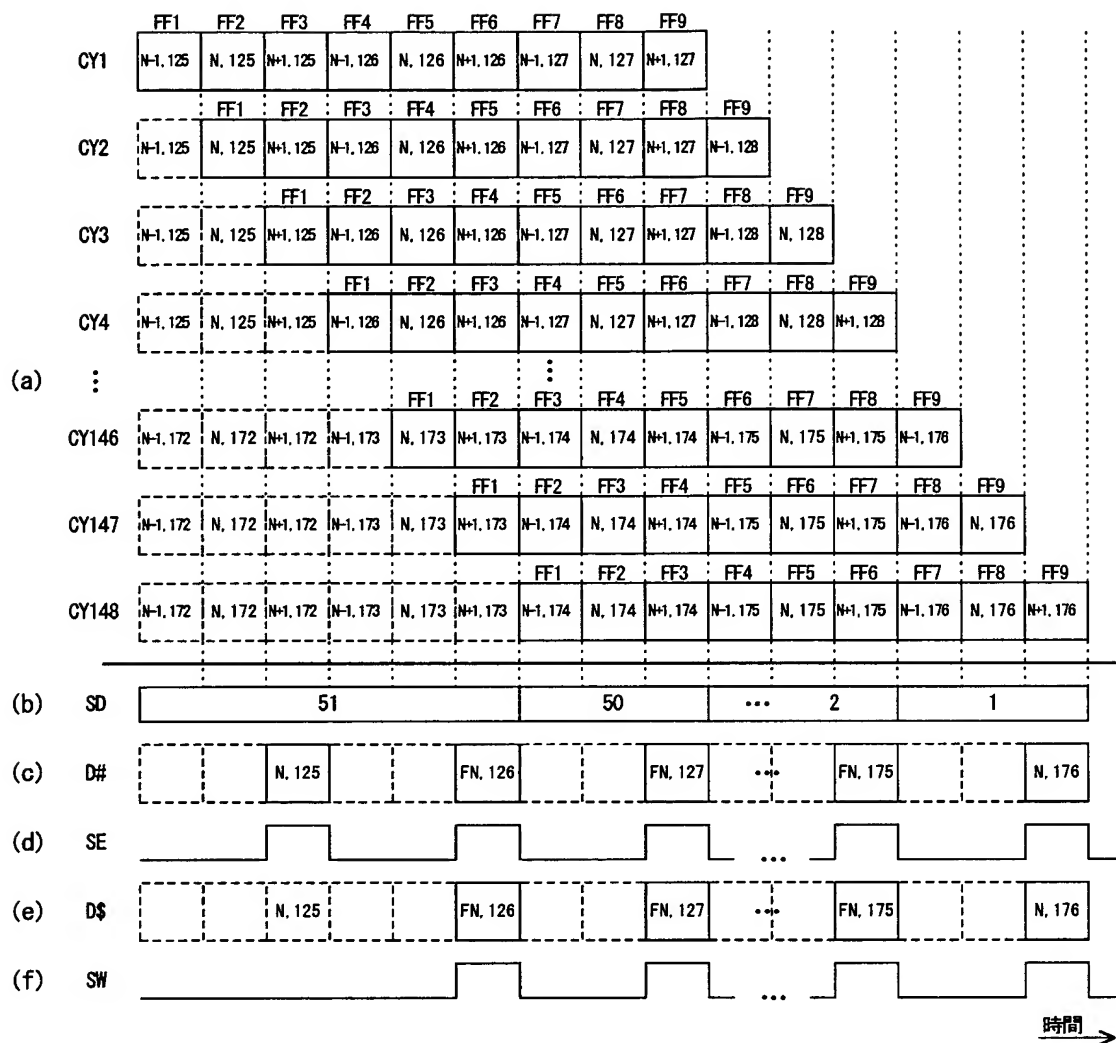 FF1 FF2 FF3 FF4 FF5 FF6 FF7 FF8 FF9
CY1 N-1, 125 N, 125 N+1, 125 N-1, 126 N, 126 N+1, 126 N-1, 127 N, 127 N+1, 127
FF1 FF2 FF3 FF4 FF5 FF6 FF7 FF8 FF9
CY2 N-1, 125 N, 125 N+1, 125 N-1, 126 N, 126 N+1, 126 N-1, 127 N, 127 N+1, 127 N-1, 128
FF1 FF2 FF3 FF4 FF5 FF6 FF7 FF8 FF9
CY3 N-1, 125 N, 125 N+1, 125 N-1, 126 N, 126 N+1, 126 N-1, 127 N, 127 N+1, 127 N-1, 128 N, 128
FF1 FF2 FF3 FF4 FF5 FF6 FF7 FF8 FF9
CY4 N-1, 125 N, 125 N+1, 125 N-1, 126 N, 126 N+1, 126 N-1, 127 N, 127 N+1, 127 N-1, 128 N, 128 N+1, 128
(a) ⋮ ⋮
FF1 FF2 FF3 FF4 FF5 FF6 FF7 FF8 FF9
CY146 N-1, 172 N, 172 N+1, 172 N-1, 173 N, 173 N+1, 173 N-1, 174 N, 174 N+1, 174 N-1, 175 N, 175 N+1, 175 N-1, 176
FF1 FF2 FF3 FF4 FF5 FF6 FF7 FF8 FF9
CY147 N-1, 172 N, 172 N+1, 172 N-1, 173 N, 173 N+1, 173 N-1, 174 N, 174 N+1, 174 N-1, 175 N, 175 N+1, 175 N-1, 176 N, 176
FF1 FF2 FF3 FF4 FF5 FF6 FF7 FF8 FF9
CY148 N-1, 172 N, 172 N+1, 172 N-1, 173 N, 173 N+1, 173 N-1, 174 N, 174 N+1, 174 N-1, 175 N, 175 N+1, 175 N-1, 176 N, 176 N+1, 176
(b) SD 51 50 ••• 2 1
(c) D# N, 125 FN, 126 FN, 127 ••• FN, 175 N, 176
(d) SE •••
(e) D$ N, 125 FN, 126 FN, 127 ••• FN, 175 N, 176
(f) SW •••
時間